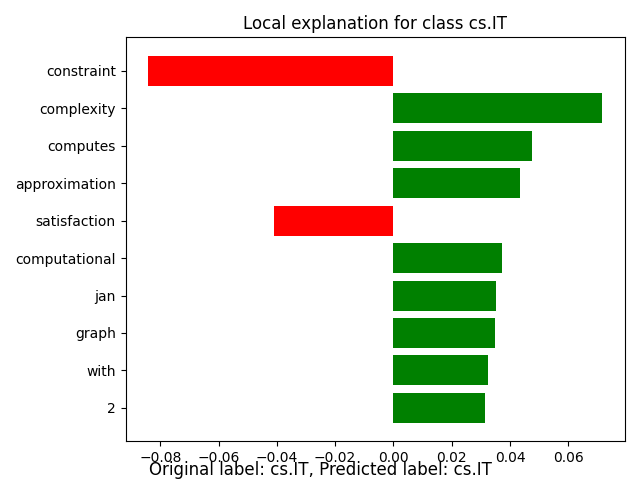 Local explanation for class cs.IT
constraint
complexity
computes
approximation
satisfaction
computational
jan
graph
with
2
−0.08 −0.06 −0.04 −0.02 0.00 0.02 0.04 0.06
Original label: cs.IT, Predicted label: cs.IT